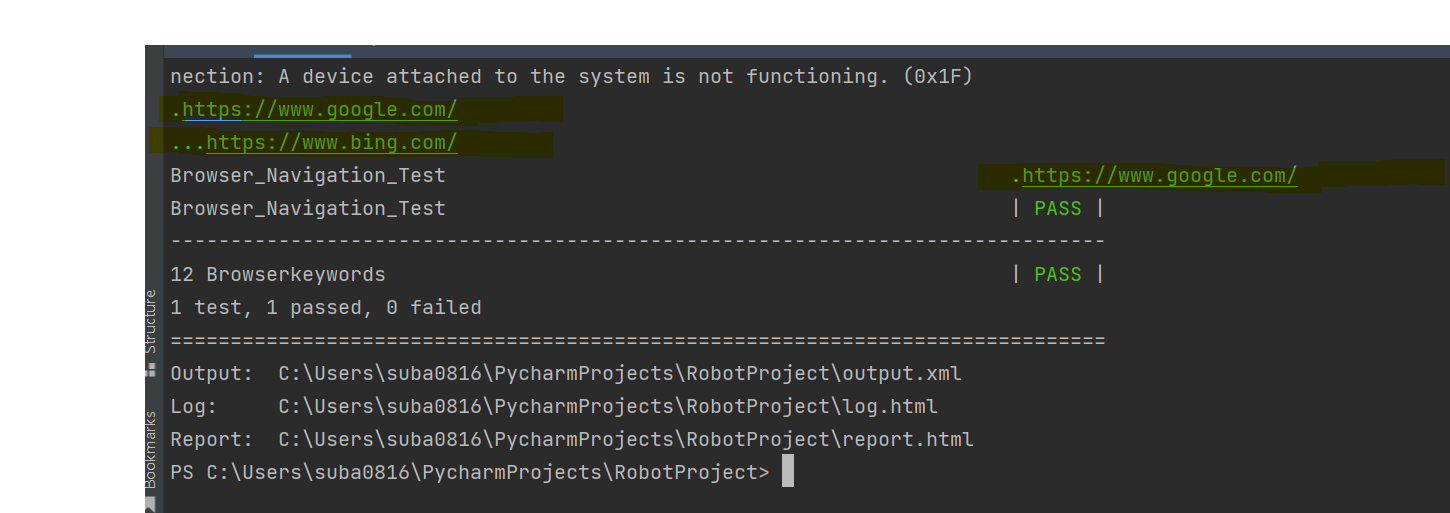 nection: A device attached to the system is not functioning. (0x1F)
.https://www.google.com/
...https://www.bing.com/
Browser_Navigation_Test .https://www.google.com/
Browser_Navigation_Test | PASS |
------------------------------------------------------------------------------
12 Browserkeywords | PASS |
1 test, 1 passed, 0 failed
==============================================================================
Output:  C:\Users\suba0816\PycharmProjects\RobotProject\output.xml
Log:     C:\Users\suba0816\PycharmProjects\RobotProject\log.html
Report:  C:\Users\suba0816\PycharmProjects\RobotProject\report.html
PS C:\Users\suba0816\PycharmProjects\RobotProject>
Structure
Bookmarks